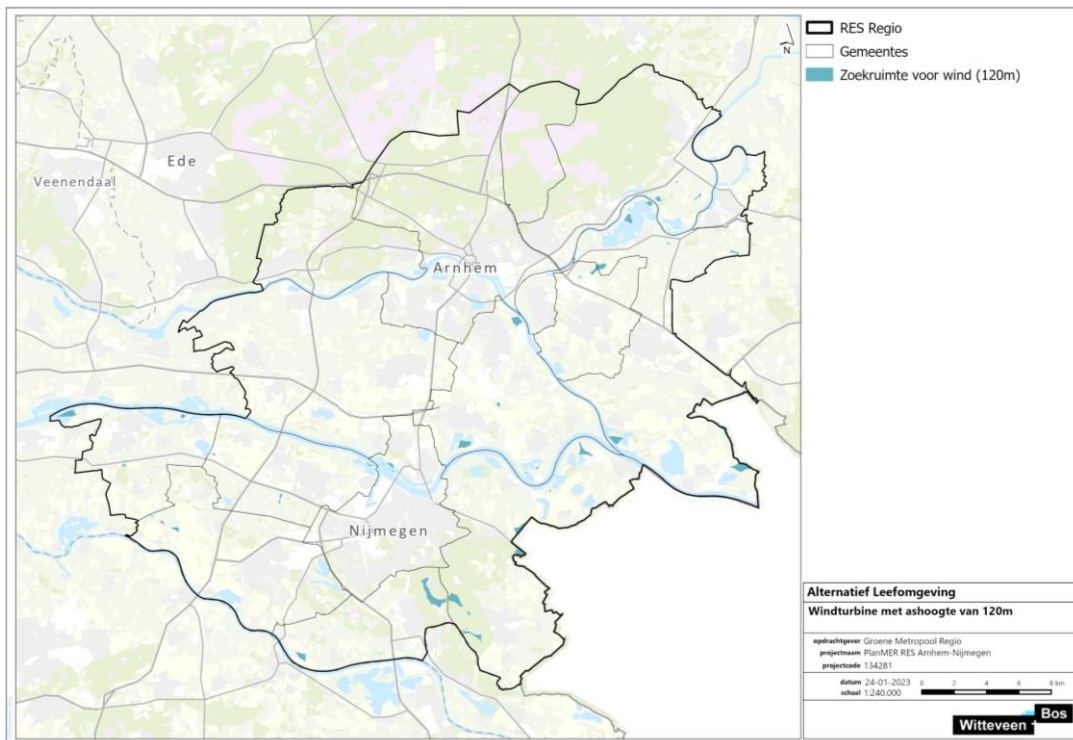 N
RES Regio
Gemeentes
Zoekruimte voor wind (120m)
Ede
Veenendaal
Arnhem
Nijmegen
Alternatief Leefomgeving
Windturbine met ashoogte van 120m
opdrachtgever Groene Metropool Regio
projectnaam PlanMER RES Arnhem-Nijmegen
projectcode 134281
datum 24-01-2023
0 2 4 6 8 km
schaal 1:240.000
Witteveen + Bos